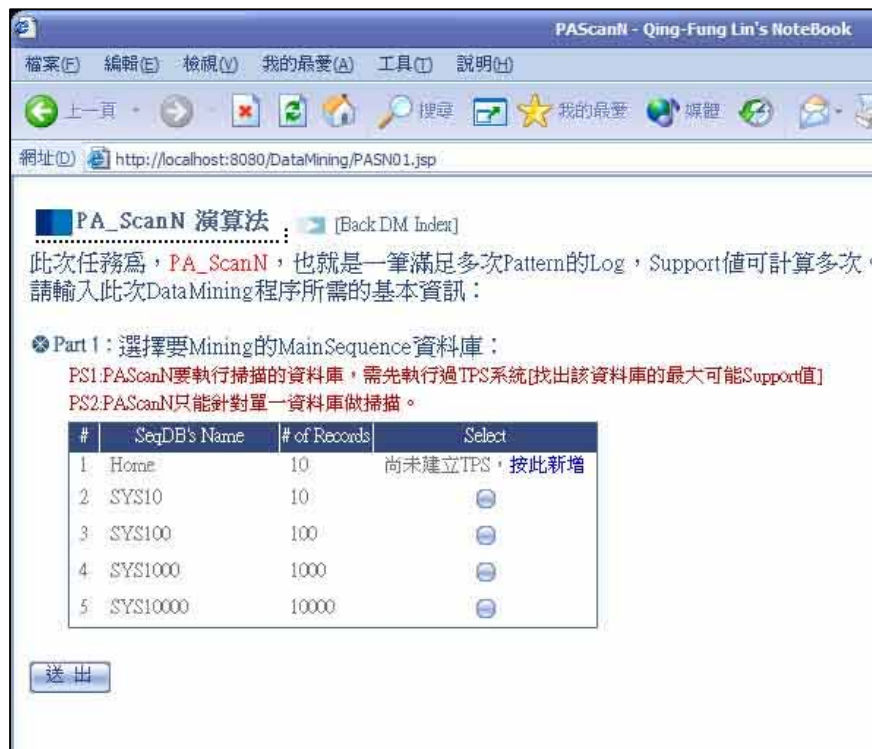 PAScanN - Qing-Fung Lin's NoteBook
檔案(F) 編輯(E) 檢視(V) 我的最愛(A) 工具(T) 說明(H)
上一頁 搜尋 我的最愛 媒體
網址(D) http://localhost:8080/DataMining/PASN01.jsp
PA_ScanN 演算法 : [Back DM Index]
此次任務為,PA_ScanN,也就是一筆滿足多次Pattern的Log,Support值可計算多次。
請輸入此次DataMining程序所需的基本資訊:
Part 1:選擇要Mining的MainSequence資料庫:
PS1:PAScanN要執行掃描的資料庫,需先執行過TPS系統[找出該資料庫的最大可能Support值]
PS2:PAScanN只能針對單一資料庫做掃描。
# SeqDB's Name # of Records Select
1 Home 10 尚未建立TPS,按此新增
2 SYS10 10
3 SYS100 100
4 SYS1000 1000
5 SYS10000 10000
送 出